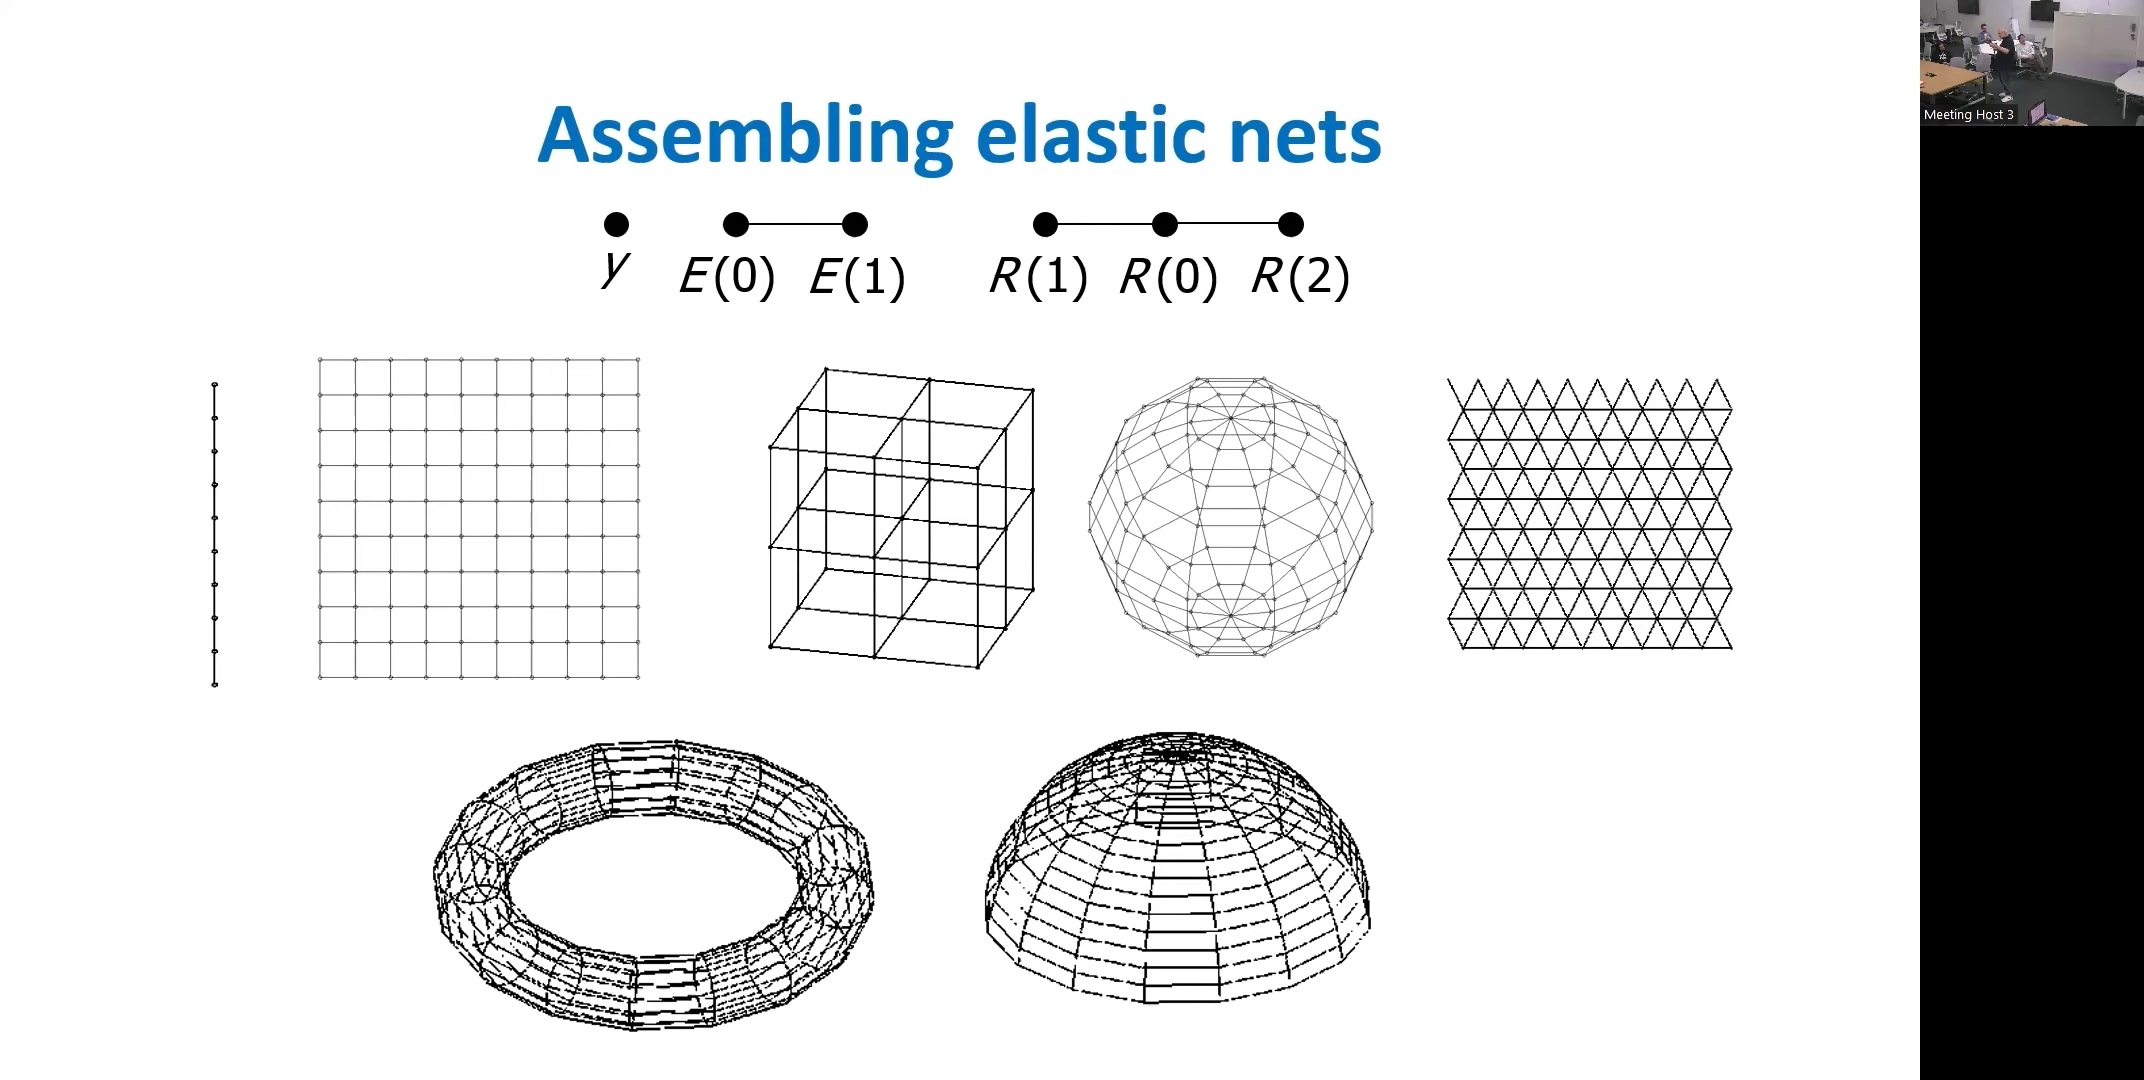 Assembling elastic nets
y E(0) E(1) R(1) R(0) R(2)
Meeting Host 3